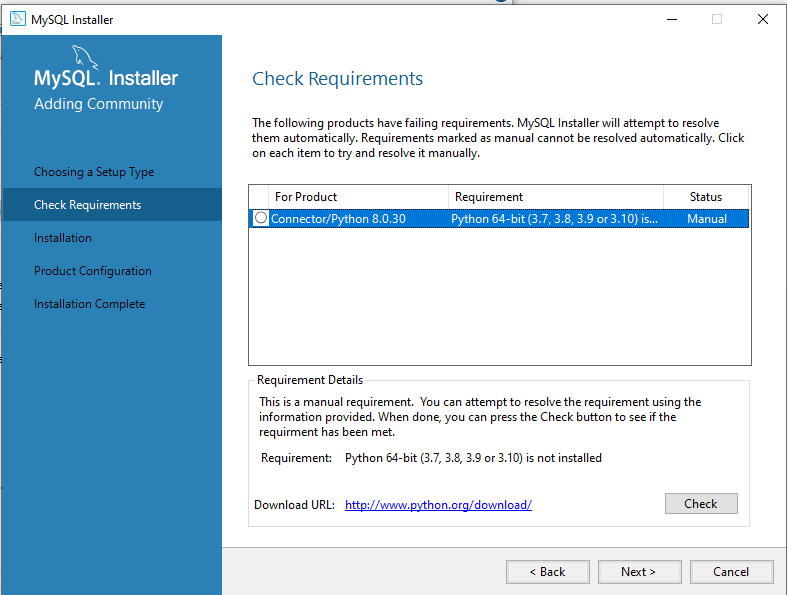 MySQL Installer
MySQL. Installer
Adding Community
Choosing a Setup Type
Check Requirements
Installation
Product Configuration
Installation Complete
Check Requirements
The following products have failing requirements. MySQL Installer will attempt to resolve
them automatically. Requirements marked as manual cannot be resolved automatically. Click
on each item to try and resolve it manually.
For Product Requirement Status
Connector/Python 8.0.30 Python 64-bit (3.7, 3.8, 3.9 or 3.10) is... Manual
Requirement Details
This is a manual requirement. You can attempt to resolve the requirement using the
information provided. When done, you can press the Check button to see if the
requirment has been met.
Requirement: Python 64-bit (3.7, 3.8, 3.9 or 3.10) is not installed
Download URL: http://www.python.org/download/ Check
< Back Next > Cancel